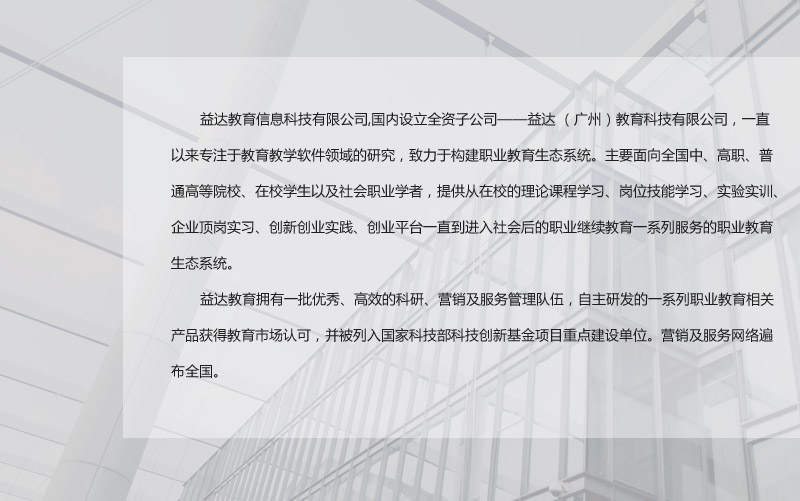 益达教育信息科技有限公司,国内设立全资子公司——益达（广州）教育科技有限公司，一直
以来专注于教育教学软件领域的研究，致力于构建职业教育生态系统。主要面向全国中、高职、普
通高等院校、在校学生以及社会职业学者，提供从在校的理论课程学习、岗位技能学习、实验实训、
企业顶岗实习、创新创业实践、创业平台一直到进入社会后的职业继续教育一系列服务的职业教育
生态系统。
益达教育拥有一批优秀、高效的科研、营销及服务管理队伍，自主研发的一系列职业教育相关
产品获得教育市场认可，并被列入国家科技部科技创新基金项目重点建设单位。营销及服务网络遍
布全国。